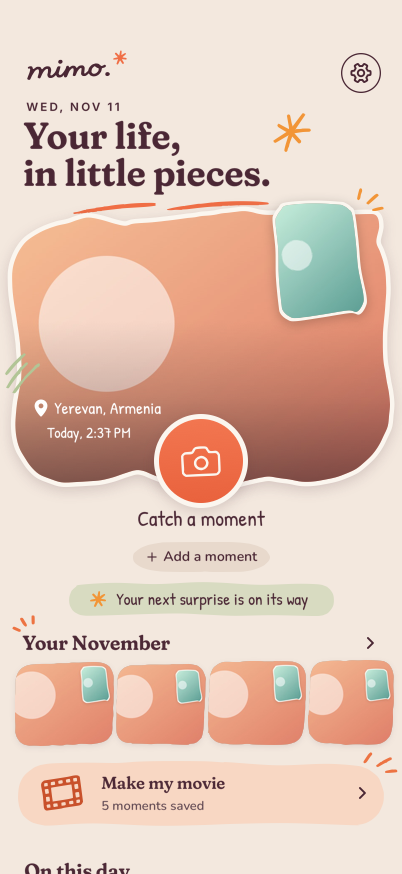 mimo.
WED, NOV 11
Your life,
in little pieces.
Yerevan, Armenia
Today, 2:37 PM
Catch a moment
+ Add a moment
Your next surprise is on its way
Your November
Make my movie
5 moments saved
On this day